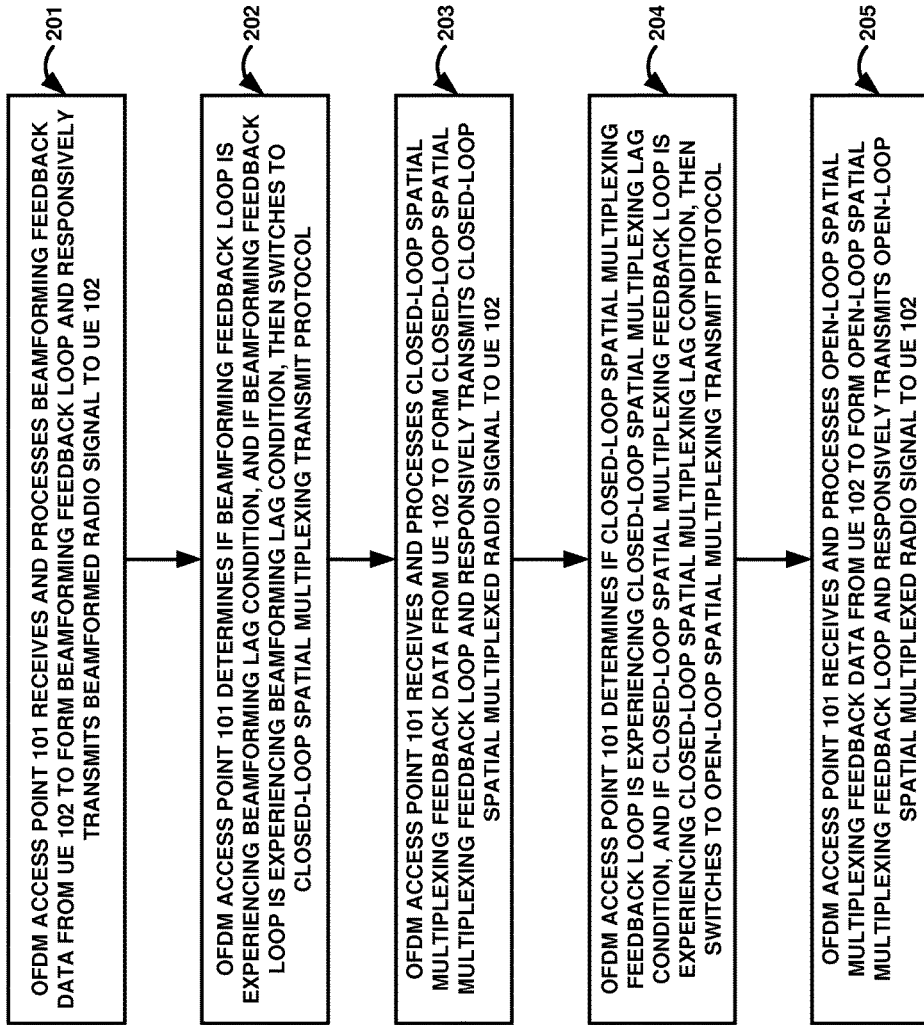 OFDM ACCESS POINT 101 RECEIVES AND PROCESSES BEAMFORMING FEEDBACK
DATA FROM UE 102 TO FORM BEAMFORMING FEEDBACK LOOP AND RESPONSIVELY
TRANSMITS BEAMFORMED RADIO SIGNAL TO UE 102
201
OFDM ACCESS POINT 101 DETERMINES IF BEAMFORMING FEEDBACK LOOP IS
EXPERIENCING BEAMFORMING LAG CONDITION, AND IF BEAMFORMING FEEDBACK
LOOP IS EXPERIENCING BEAMFORMING LAG CONDITION, THEN SWITCHES TO
CLOSED-LOOP SPATIAL MULTIPLEXING TRANSMIT PROTOCOL
202
OFDM ACCESS POINT 101 RECEIVES AND PROCESSES CLOSED-LOOP SPATIAL
MULTIPLEXING FEEDBACK DATA FROM UE 102 TO FORM CLOSED-LOOP SPATIAL
MULTIPLEXING FEEDBACK LOOP AND RESPONSIVELY TRANSMITS CLOSED-LOOP
SPATIAL MULTIPLEXED RADIO SIGNAL TO UE 102
203
OFDM ACCESS POINT 101 DETERMINES IF CLOSED-LOOP SPATIAL MULTIPLEXING
FEEDBACK LOOP IS EXPERIENCING CLOSED-LOOP SPATIAL MULTIPLEXING LAG
CONDITION, AND IF CLOSED-LOOP SPATIAL MULTIPLEXING FEEDBACK LOOP IS
EXPERIENCING CLOSED-LOOP SPATIAL MULTIPLEXING LAG CONDITION, THEN
SWITCHES TO OPEN-LOOP SPATIAL MULTIPLEXING TRANSMIT PROTOCOL
204
OFDM ACCESS POINT 101 RECEIVES AND PROCESSES OPEN-LOOP SPATIAL
MULTIPLEXING FEEDBACK DATA FROM UE 102 TO FORM OPEN-LOOP SPATIAL
MULTIPLEXING FEEDBACK LOOP AND RESPONSIVELY TRANSMITS OPEN-LOOP
SPATIAL MULTIPLEXED RADIO SIGNAL TO UE 102
205